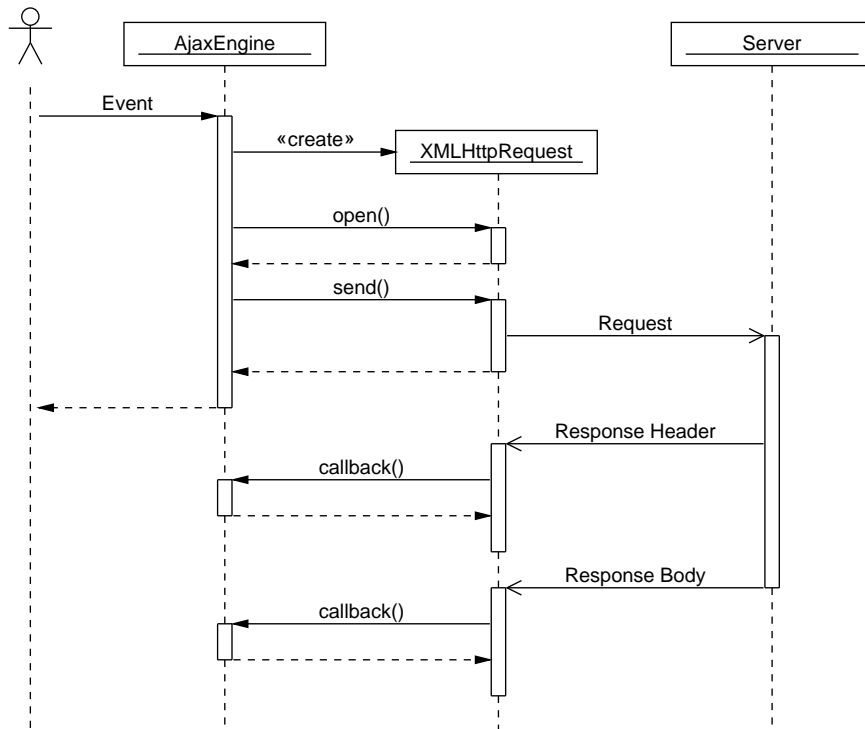 AjaxEngine
Server
Event
«create»
XMLHttpRequest
open()
send()
Request
Response Header
callback()
Response Body
callback()